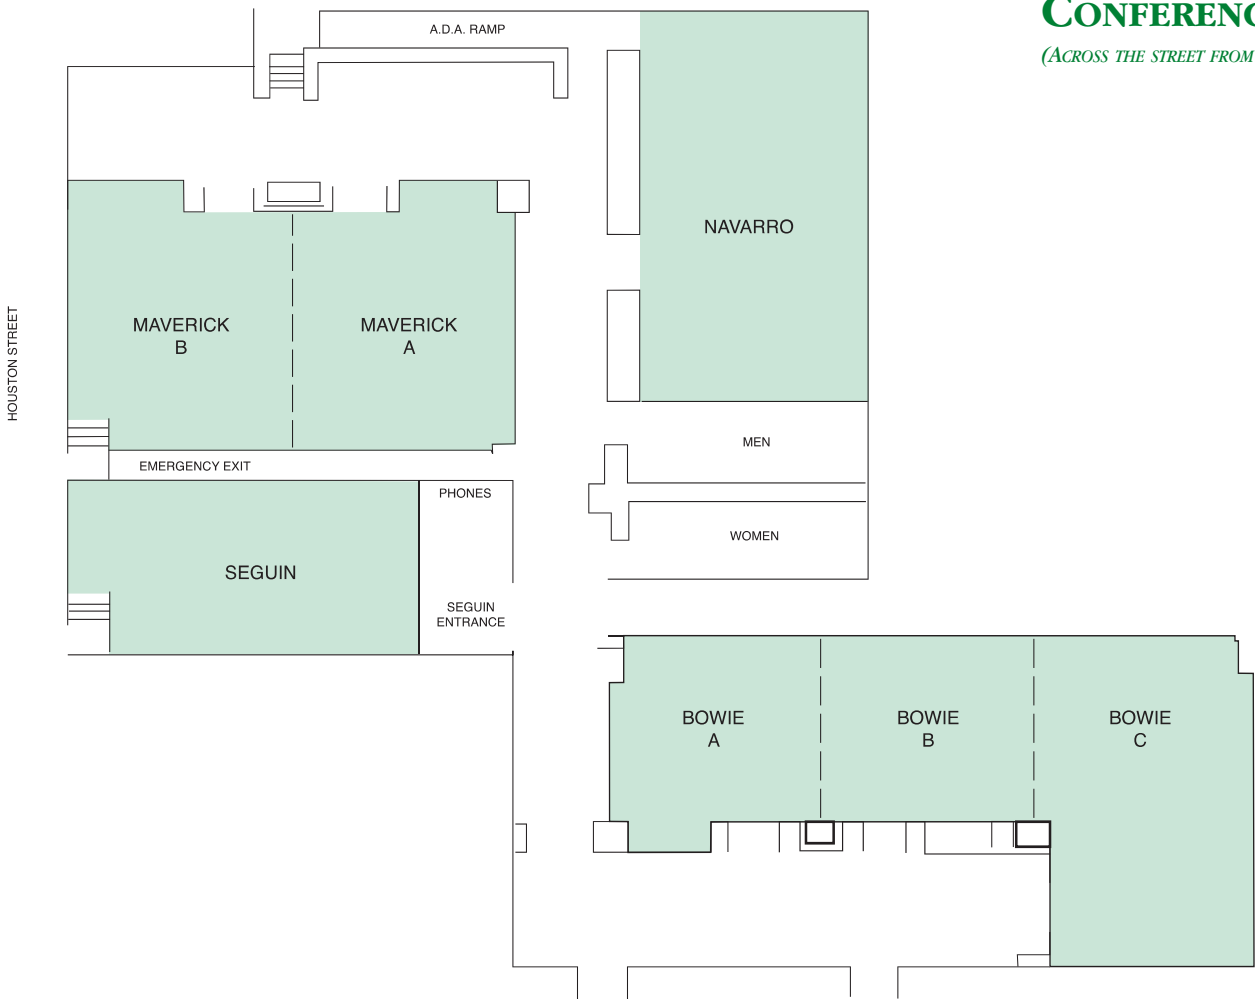 CONFERENC
(ACROSS THE STREET FROM
A.D.A. RAMP
NAVARRO
HOUSTON STREET
MAVERICK
B
MAVERICK
A
MEN
EMERGENCY EXIT
PHONES
WOMEN
SEGUIN
SEGUIN
ENTRANCE
BOWIE
A
BOWIE
B
BOWIE
C